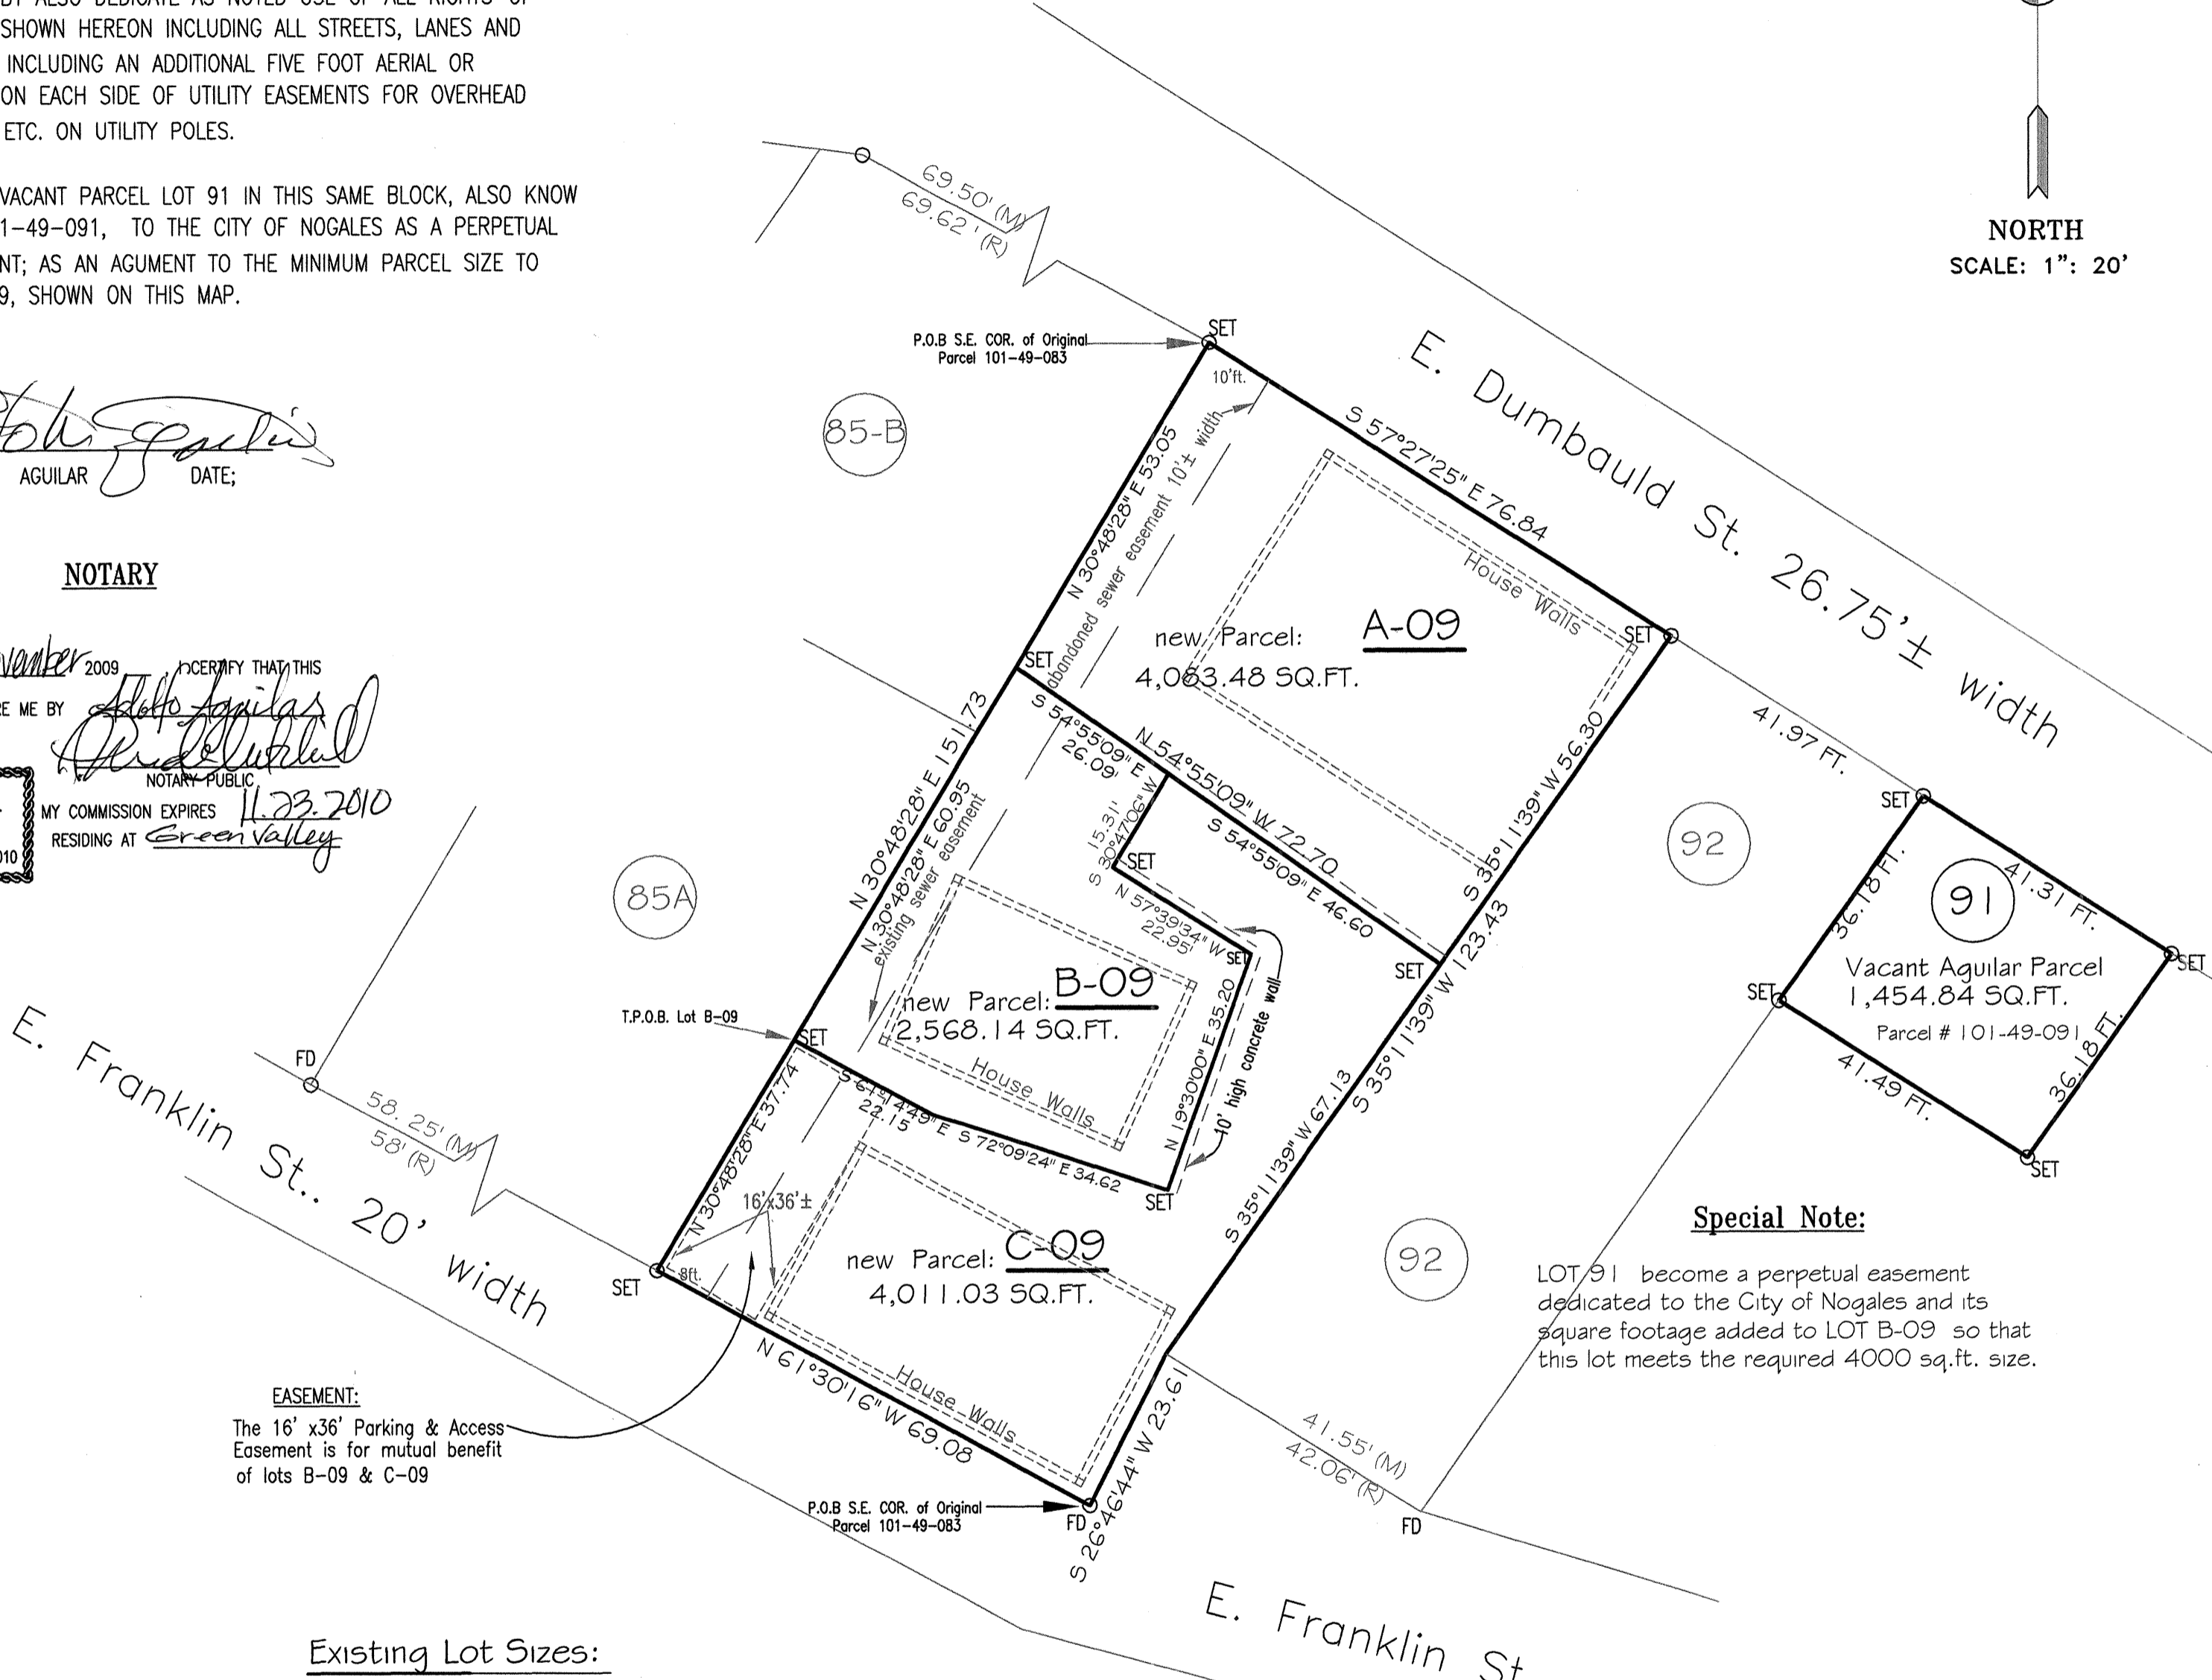 SHOWN HEREON INCLUDING ALL STREETS, LANES AND
INCLUDING AN ADDITIONAL FIVE FOOT AERIAL OR
ON EACH SIDE OF UTILITY EASEMENTS FOR OVERHEAD
ETC. ON UTILITY POLES.
VACANT PARCEL LOT 91 IN THIS SAME BLOCK, ALSO KNOW
1-49-091, TO THE CITY OF NOGALES AS A PERPETUAL
NT; AS AN AGUMENT TO THE MINIMUM PARCEL SIZE TO
9, SHOWN ON THIS MAP.
AGUILAR DATE;
NOTARY
vember 2009 CERTIFY THAT THIS
E ME BY Adolfo Aguilar
NOTARY PUBLIC
MY COMMISSION EXPIRES 11.23.2010
RESIDING AT Green Valley
010
NORTH
SCALE: 1": 20'
69.50' (M)
69.62' (R)
P.O.B S.E. COR. of Original
Parcel 101-49-083
SET
10'ft.
85-B
E. Dumbauld St. 26.75'± width
S 57°27'25" E 76.84
N 30°48'28" E 53.05
abandoned sewer easement 10'± width
House Walls
new Parcel: A-09
4,083.48 SQ.FT.
SET
SET
S 54°55'09" E
26.09'
N 54°55'09" W 72.70
S 54°55'09" E 46.60
S 35°11'39" W 56.30
N 30°48'28" E 151.73
N 30°48'28" E 60.95
existing sewer easement
15.31'
S 30°47'06" W
SET
N 57°39'34" W
22.95'
SET
SET
S 35°11'39" W 123.43
85A
new Parcel: B-09
2,568.14 SQ.FT.
House Walls
N 19°30'00" E 35.20
10' high concrete wall
T.P.O.B. Lot B-09
SET
S 61°14'49" E
22.15
S 72°09'24" E 34.62
SET
S 35°11'39" W 67.13
41.97 FT.
92
SET
36.18 FT.
91
41.31 FT.
SET
Vacant Aguilar Parcel
1,454.84 SQ.FT.
Parcel # 101-49-091
SET
41.49 FT.
36.18 FT.
SET
E. Franklin St.. 20' width
FD
58.25' (M)
58' (R)
N 30°48'28" E 37.74
16'x36'±
8ft.
SET
new Parcel: C-09
4,011.03 SQ.FT.
House Walls
N 61°30'16" W 69.08
92
S 26°46'44" W 23.61
41.55' (M)
42.06' (R)
FD
Special Note:
LOT 91 become a perpetual easement
dedicated to the City of Nogales and its
square footage added to LOT B-09 so that
this lot meets the required 4000 sq.ft. size.
EASEMENT:
The 16' x36' Parking & Access
Easement is for mutual benefit
of lots B-09 & C-09
P.O.B S.E. COR. of Original
Parcel 101-49-083
FD
E. Franklin St
Existing Lot Sizes: